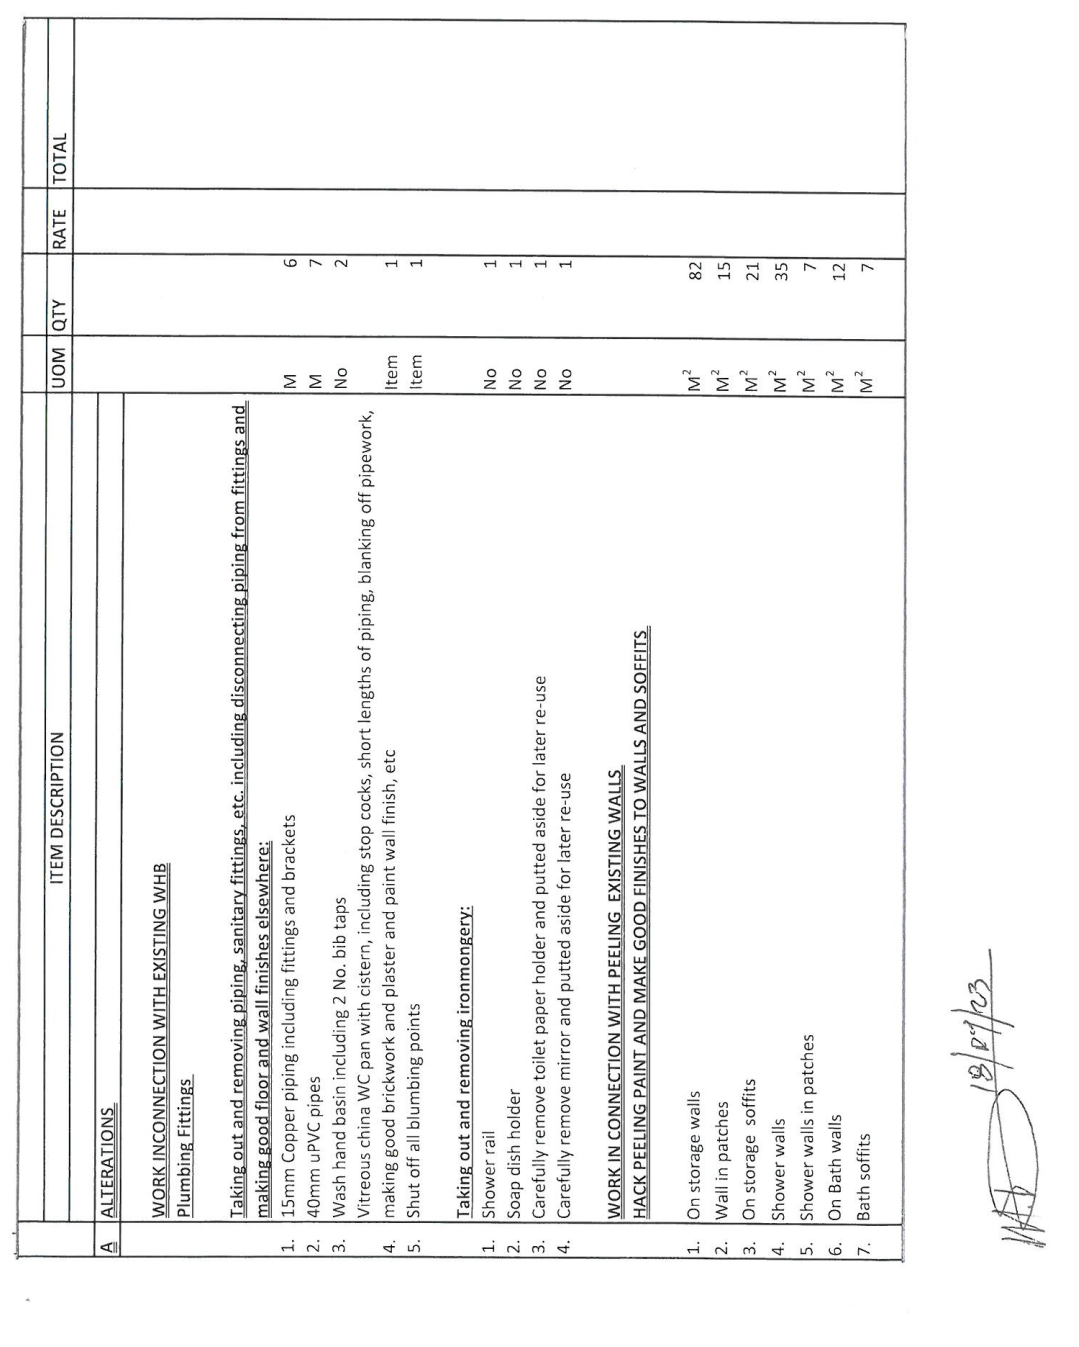 ITEM DESCRIPTION UOM QTY RATE TOTAL
A ALTERATIONS
WORK INCONNECTION WITH EXISTING WHB
Plumbing Fittings
Taking out and removing piping, sanitary fittings, etc. including disconnecting piping from fittings and
making good floor and wall finishes elsewhere:
1. 15mm Copper piping including fittings and brackets M 6
2. 40mm uPVC pipes M 7
3. Wash hand basin including 2 No. bib taps No 2
Vitreous china WC pan with cistern, including stop cocks, short lengths of piping, blanking off pipework,
4. making good brickwork and plaster and paint wall finish, etc Item 1
5. Shut off all blumbing points Item 1
Taking out and removing ironmongery:
1. Shower rail No 1
2. Soap dish holder No 1
3. Carefully remove toilet paper holder and putted aside for later re-use No 1
4. Carefully remove mirror and putted aside for later re-use No 1
WORK IN CONNECTION WITH PEELING EXISTING WALLS
HACK PEELING PAINT AND MAKE GOOD FINISHES TO WALLS AND SOFFITS
1. On storage walls M² 82
2. Wall in patches M² 15
3. On storage soffits M² 21
4. Shower walls M² 35
5. Shower walls in patches M² 7
6. On Bath walls M² 12
7. Bath soffits M² 7